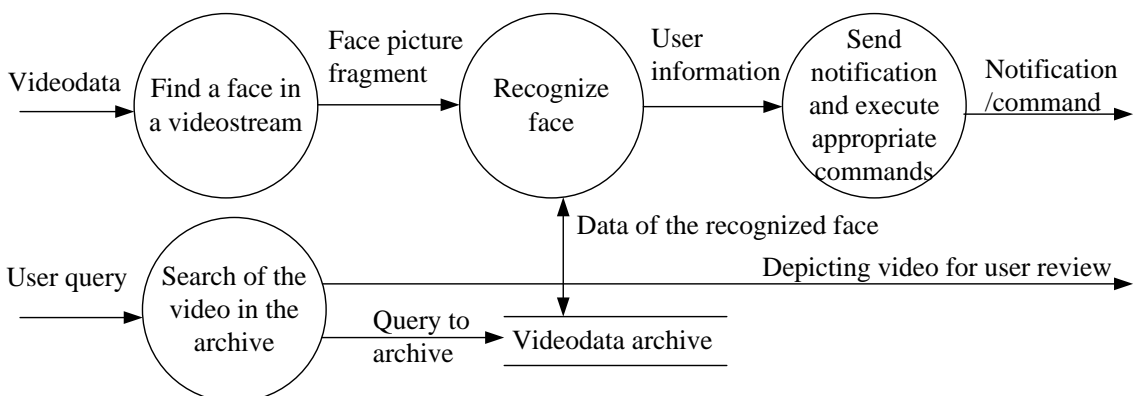 Videodata
Find a face in
a videostream
Face picture
fragment
Recognize
face
User
information
Send
notification
and execute
appropriate
commands
Notification
/command
Data of the recognized face
User query
Search of the
video in the
archive
Depicting video for user review
Query to
archive
Videodata archive